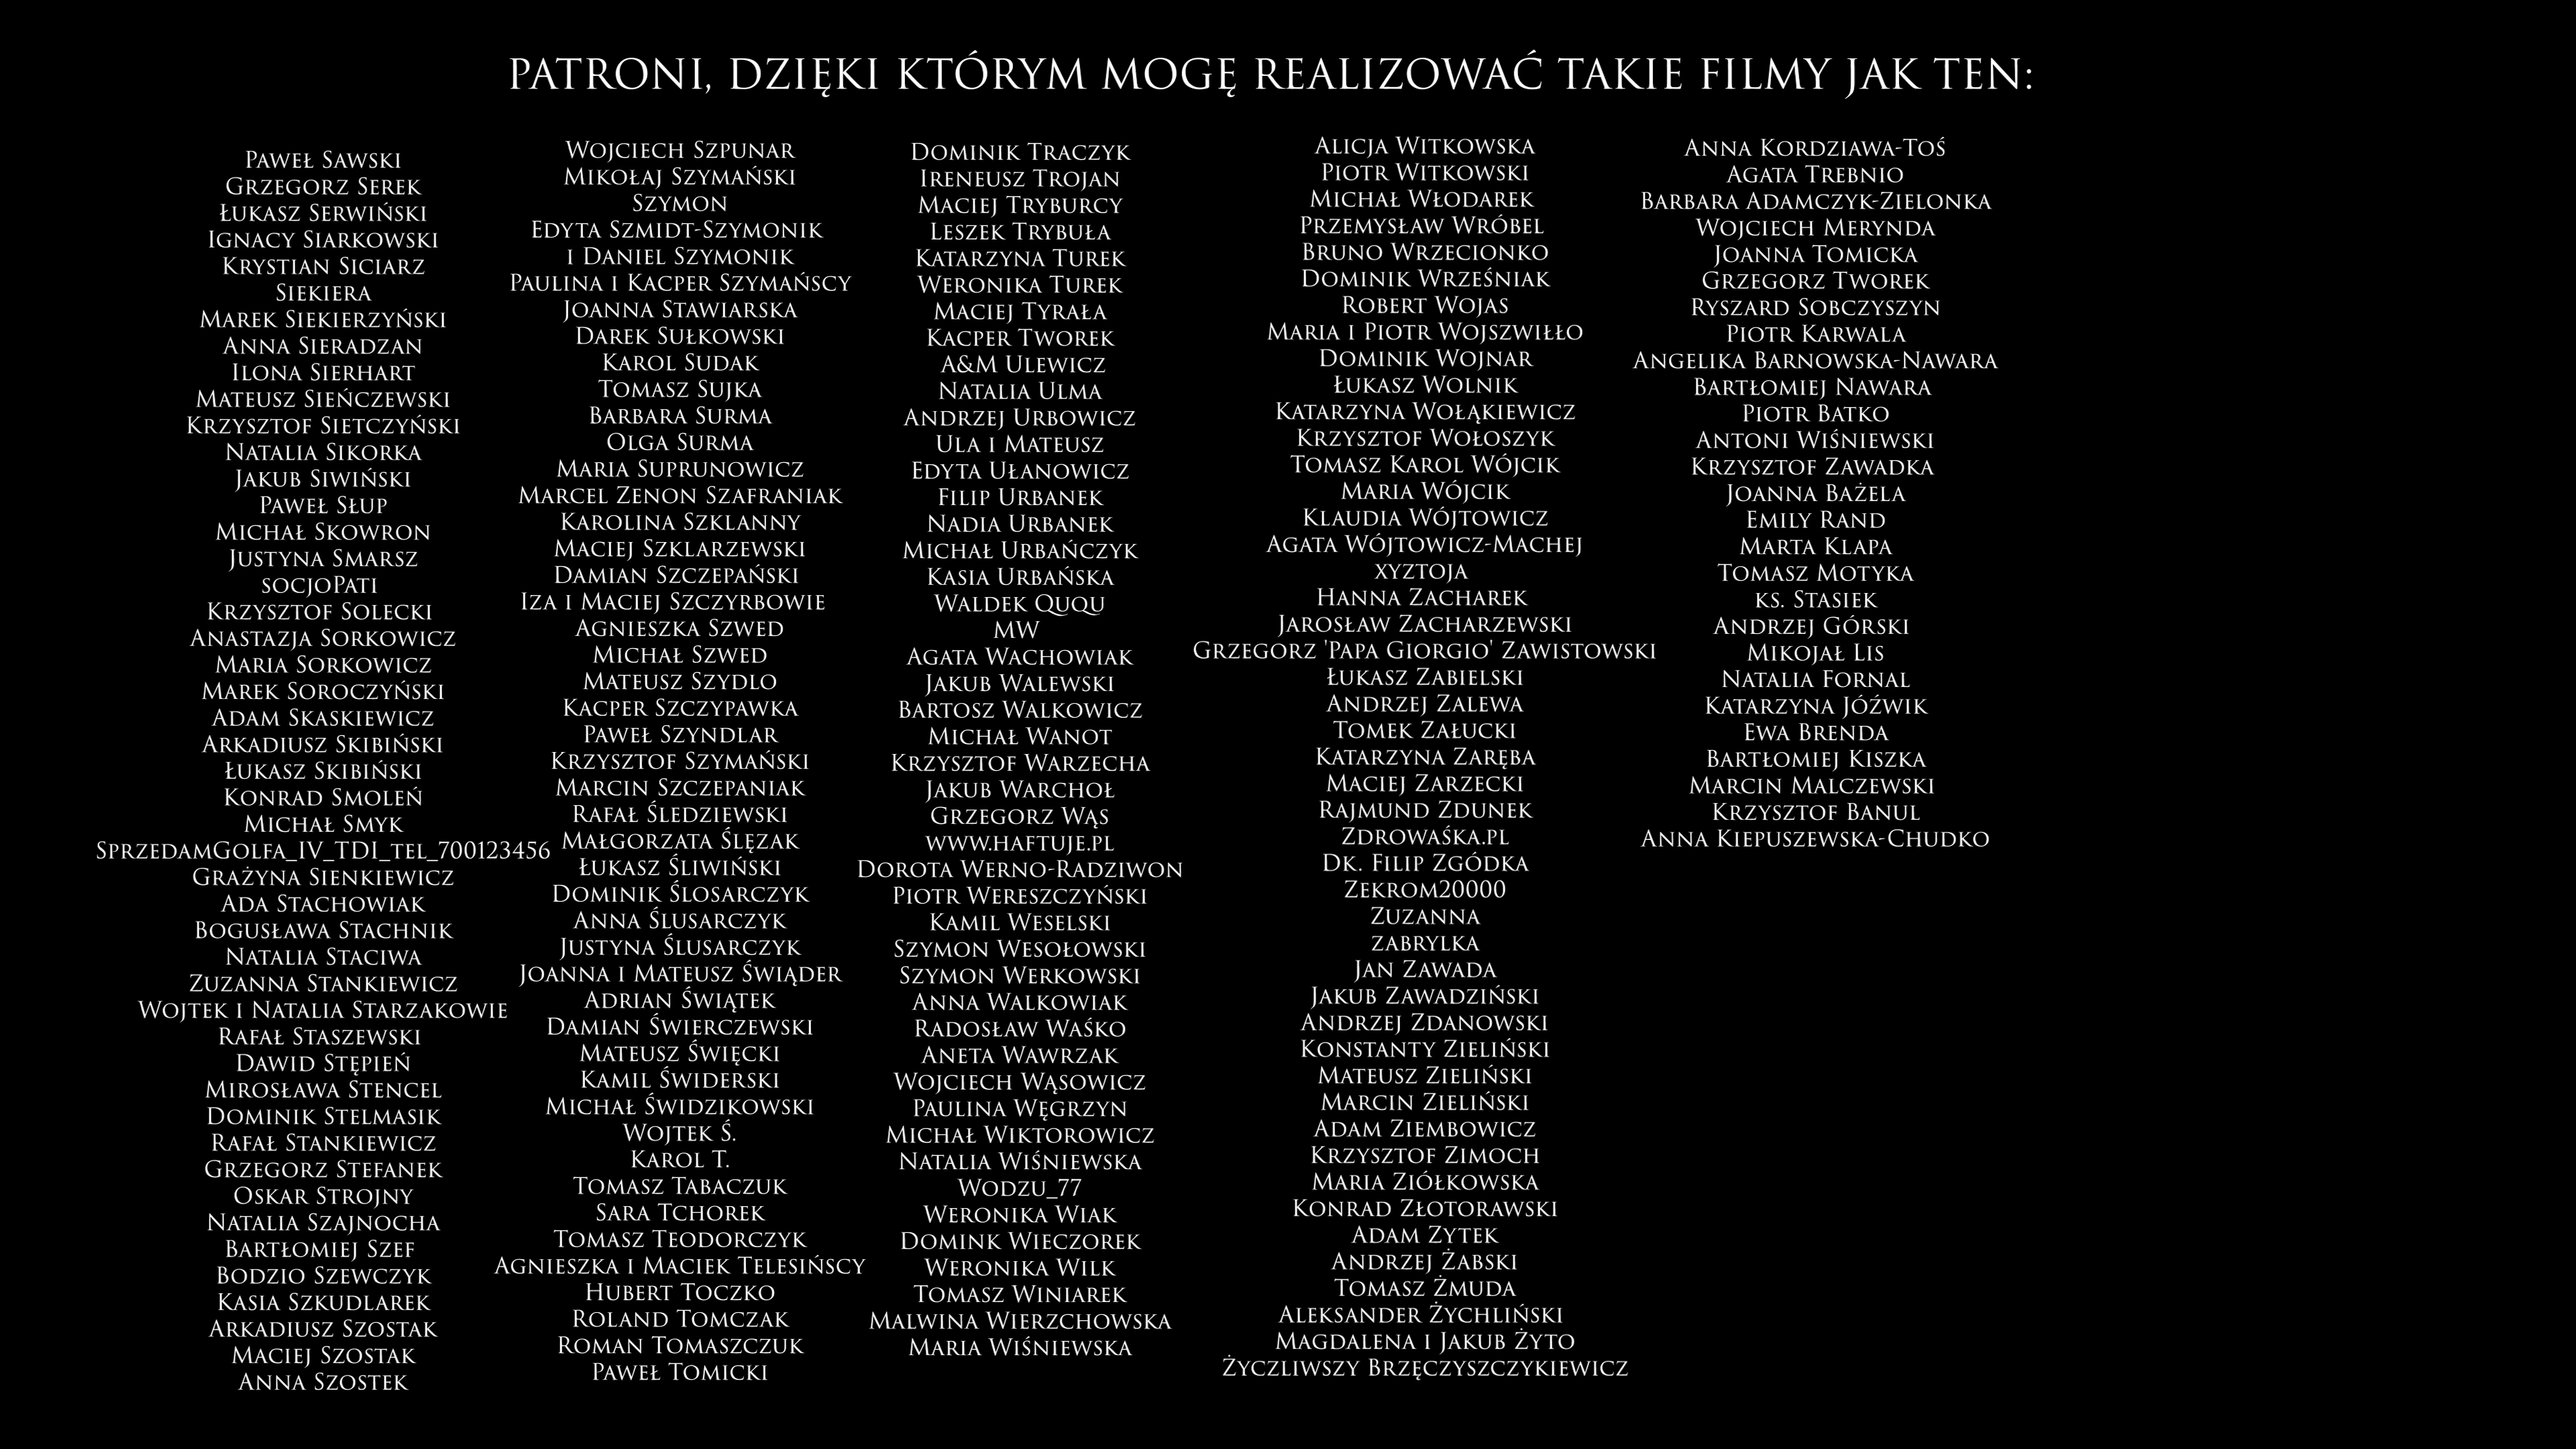 PATRONI, DZIĘKI KTÓRYM MOGĘ REALIZOWAĆ TAKIE FILMY JAK TEN:
Paweł Sawski
Grzegorz Serek
Łukasz Serwiński
Ignacy Siarkowski
Krystian Siciarz
Siekiera
Marek Siekierzyński
Anna Sieradzan
Ilona Sierhart
Mateusz Sieńczewski
Krzysztof Sietczyński
Natalia Sikorka
Jakub Siwiński
Paweł Słup
Michał Skowron
Justyna Smarsz
socjoPati
Krzysztof Solecki
Anastazja Sorkowicz
Maria Sorkowicz
Marek Soroczyński
Adam Skaskiewicz
Arkadiusz Skibiński
Łukasz Skibiński
Konrad Smoleń
Michał Smyk
SprzedamGolfa_IV_TDI_tel_700123456
Grażyna Sienkiewicz
Ada Stachowiak
Bogusława Stachnik
Natalia Staciwa
Zuzanna Stankiewicz
Wojtek i Natalia Starzakowie
Rafał Staszewski
Dawid Stępień
Mirosława Stencel
Dominik Stelmasik
Rafał Stankiewicz
Grzegorz Stefanek
Oskar Strojny
Natalia Szajnocha
Bartłomiej Szef
Bodzio Szewczyk
Kasia Szkudlarek
Arkadiusz Szostak
Maciej Szostak
Anna Szostek
Wojciech Szpunar
Mikołaj Szymański
Szymon
Edyta Szmidt-Szymonik
i Daniel Szymonik
Paulina i Kacper Szymańscy
Joanna Stawiarska
Darek Sułkowski
Karol Sudak
Tomasz Sujka
Barbara Surma
Olga Surma
Maria Suprunowicz
Marcel Zenon Szafraniak
Karolina Szklanny
Maciej Szklarzewski
Damian Szczepański
Iza i Maciej Szczyrbowie
Agnieszka Szwed
Michał Szwed
Mateusz Szydlo
Kacper Szczypawka
Paweł Szyndlar
Krzysztof Szymański
Marcin Szczepaniak
Rafał Śledziewski
Małgorzata Ślęzak
Łukasz Śliwiński
Dominik Ślosarczyk
Anna Ślusarczyk
Justyna Ślusarczyk
Joanna i Mateusz Świąder
Adrian Świątek
Damian Świerczewski
Mateusz Święcki
Kamil Świderski
Michał Świdzikowski
Wojtek Ś.
Karol T.
Tomasz Tabaczuk
Sara Tchorek
Tomasz Teodorczyk
Agnieszka i Maciek Telesińscy
Hubert Toczko
Roland Tomczak
Roman Tomaszczuk
Paweł Tomicki
Dominik Traczyk
Ireneusz Trojan
Maciej Tryburcy
Leszek Trybuła
Katarzyna Turek
Weronika Turek
Maciej Tyrała
Kacper Tworek
A&M Ulewicz
Natalia Ulma
Andrzej Urbowicz
Ula i Mateusz
Edyta Ułanowicz
Filip Urbanek
Nadia Urbanek
Michał Urbańczyk
Kasia Urbańska
Waldek Ququ
MW
Agata Wachowiak
Jakub Walewski
Bartosz Walkowicz
Michał Wanot
Krzysztof Warzecha
Jakub Warchoł
Grzegorz Wąs
www.haftuje.pl
Dorota Werno-Radziwon
Piotr Wereszczyński
Kamil Weselski
Szymon Wesołowski
Szymon Werkowski
Anna Walkowiak
Radosław Waśko
Aneta Wawrzak
Wojciech Wąsowicz
Paulina Węgrzyn
Michał Wiktorowicz
Natalia Wiśniewska
Wodzu_77
Weronika Wiak
Domink Wieczorek
Weronika Wilk
Tomasz Winiarek
Malwina Wierzchowska
Maria Wiśniewska
Alicja Witkowska
Piotr Witkowski
Michał Włodarek
Przemysław Wróbel
Bruno Wrzecionko
Dominik Wrześniak
Robert Wojas
Maria i Piotr Wojszwiłło
Dominik Wojnar
Łukasz Wolnik
Katarzyna Wołąkiewicz
Krzysztof Wołoszyk
Tomasz Karol Wójcik
Maria Wójcik
Klaudia Wójtowicz
Agata Wójtowicz-Machej
xyztoja
Hanna Zacharek
Jarosław Zacharzewski
Grzegorz 'Papa Giorgio' Zawistowski
Łukasz Zabielski
Andrzej Zalewa
Tomek Załucki
Katarzyna Zaręba
Maciej Zarzecki
Rajmund Zdunek
Zdrowaśka.pl
Dk. Filip Zgódka
Zekrom20000
Zuzanna
zabrylka
Jan Zawada
Jakub Zawadziński
Andrzej Zdanowski
Konstanty Zieliński
Mateusz Zieliński
Marcin Zieliński
Adam Ziembowicz
Krzysztof Zimoch
Maria Ziółkowska
Konrad Złotorawski
Adam Zytek
Andrzej Żabski
Tomasz Żmuda
Aleksander Żychliński
Magdalena i Jakub Żyto
Życzliwszy Brzęczyszczykiewicz
Anna Kordziawa-Toś
Agata Trebnio
Barbara Adamczyk-Zielonka
Wojciech Merynda
Joanna Tomicka
Grzegorz Tworek
Ryszard Sobczyszyn
Piotr Karwala
Angelika Barnowska-Nawara
Bartłomiej Nawara
Piotr Batko
Antoni Wiśniewski
Krzysztof Zawadka
Joanna Bażela
Emily Rand
Marta Klapa
Tomasz Motyka
ks. Stasiek
Andrzej Górski
Mikojał Lis
Natalia Fornal
Katarzyna Jóźwik
Ewa Brenda
Bartłomiej Kiszka
Marcin Malczewski
Krzysztof Banul
Anna Kiepuszewska-Chudko